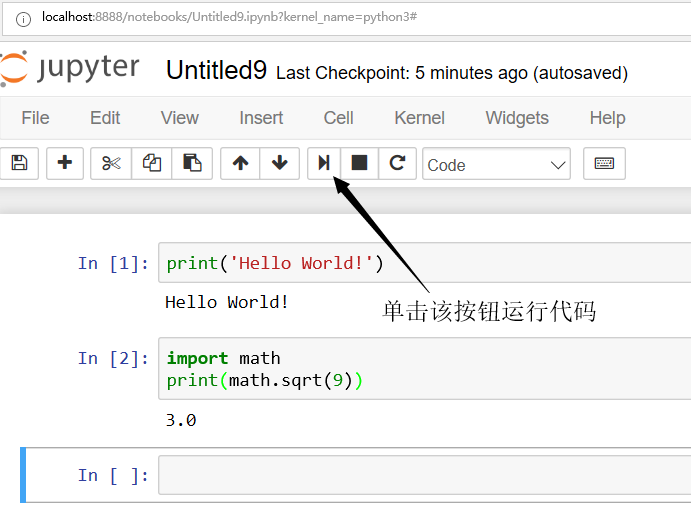 localhost:8888/notebooks/Untitled9.ipynb?kernel_name=python3#
jupyter Untitled9 Last Checkpoint: 5 minutes ago (autosaved)
File Edit View Insert Cell Kernel Widgets Help
Code
In [1]: print('Hello World!')
Hello World!
单击该按钮运行代码
In [2]: import math
print(math.sqrt(9))
3.0
In [ ]: